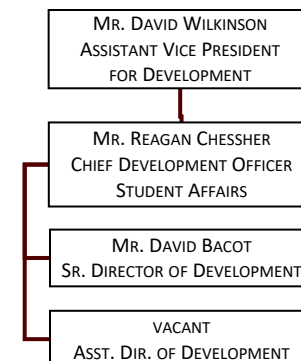 MR. DAVID WILKINSON
ASSISTANT VICE PRESIDENT
FOR DEVELOPMENT
MR. REAGAN CHESSHER
CHIEF DEVELOPMENT OFFICER
STUDENT AFFAIRS
MR. DAVID BACOT
SR. DIRECTOR OF DEVELOPMENT
VACANT
ASST. DIR. OF DEVELOPMENT